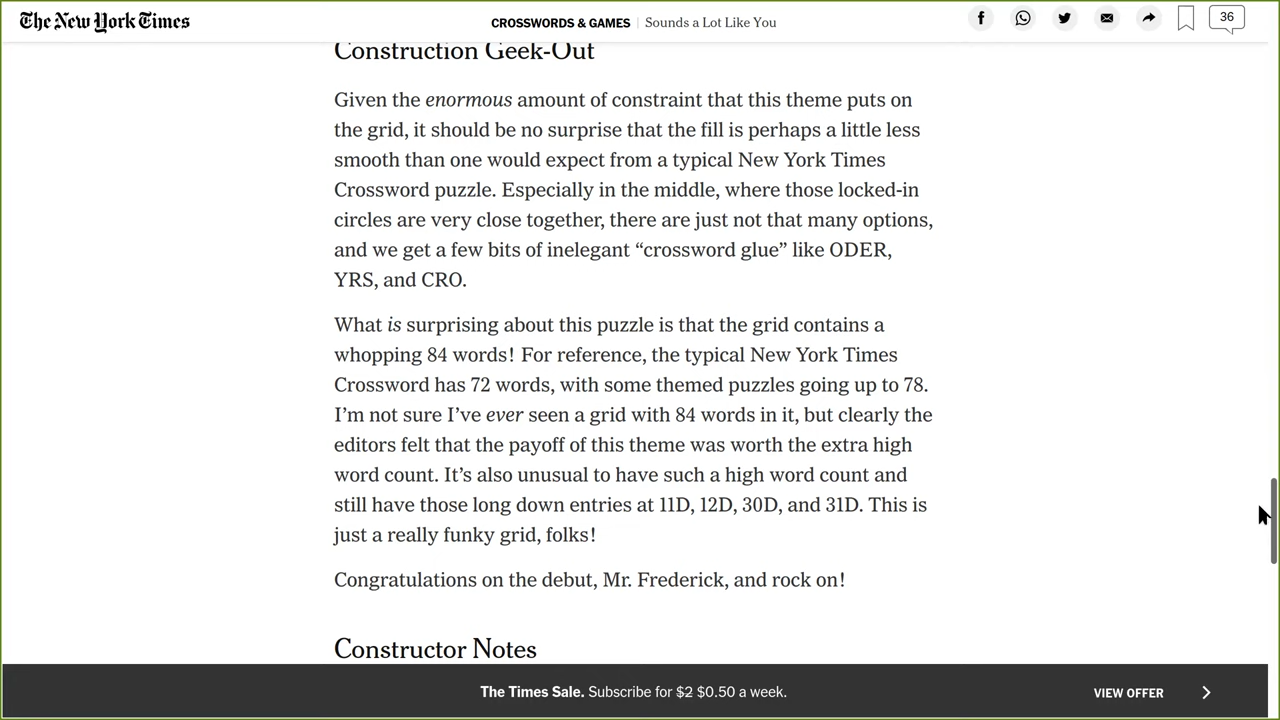 The New York Times
CROSSWORDS & GAMES | Sounds a Lot Like You
36
Construction Geek-Out
Given the enormous amount of constraint that this theme puts on
the grid, it should be no surprise that the fill is perhaps a little less
smooth than one would expect from a typical New York Times
Crossword puzzle. Especially in the middle, where those locked-in
circles are very close together, there are just not that many options,
and we get a few bits of inelegant “crossword glue” like ODER,
YRS, and CRO.
What is surprising about this puzzle is that the grid contains a
whopping 84 words! For reference, the typical New York Times
Crossword has 72 words, with some themed puzzles going up to 78.
I’m not sure I’ve ever seen a grid with 84 words in it, but clearly the
editors felt that the payoff of this theme was worth the extra high
word count. It’s also unusual to have such a high word count and
still have those long down entries at 11D, 12D, 30D, and 31D. This is
just a really funky grid, folks!
Congratulations on the debut, Mr. Frederick, and rock on!
Constructor Notes
The Times Sale. Subscribe for $2 $0.50 a week.
VIEW OFFER